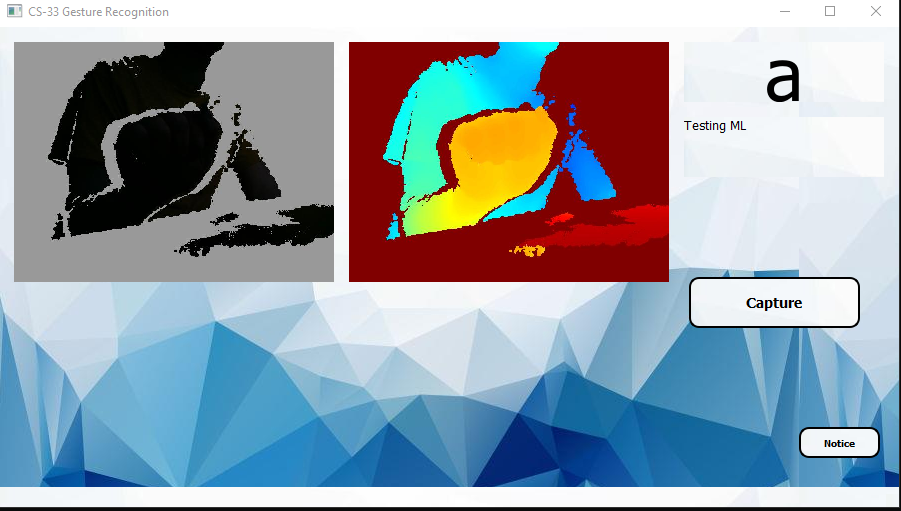 CS-33 Gesture Recognition
a
Testing ML
Capture
Notice